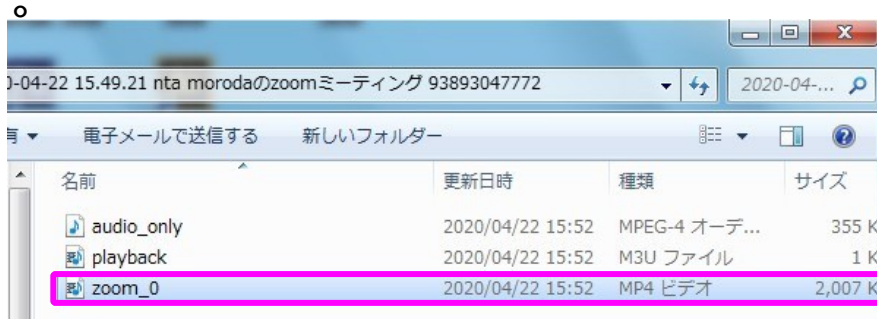 。
0-04-22 15.49.21 nta morodaのzoomミーティング 93893047772 2020-04-...
有 電子メールで送信する 新しいフォルダー
名前 更新日時 種類 サイズ
audio_only 2020/04/22 15:52 MPEG-4 オーデ... 355 K
playback 2020/04/22 15:52 M3U ファイル 1 K
zoom_0 2020/04/22 15:52 MP4 ビデオ 2,007 K